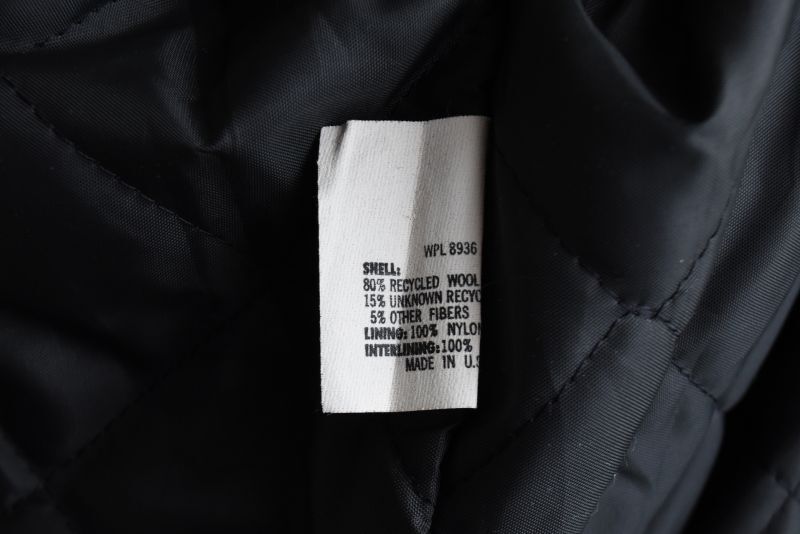 WPL 8936
SHELL:
80% RECYCLED WOOL
15% UNKNOWN RECYC
5% OTHER FIBERS
LINING: 100% NYLON
INTERLINING: 100%
MADE IN U.S